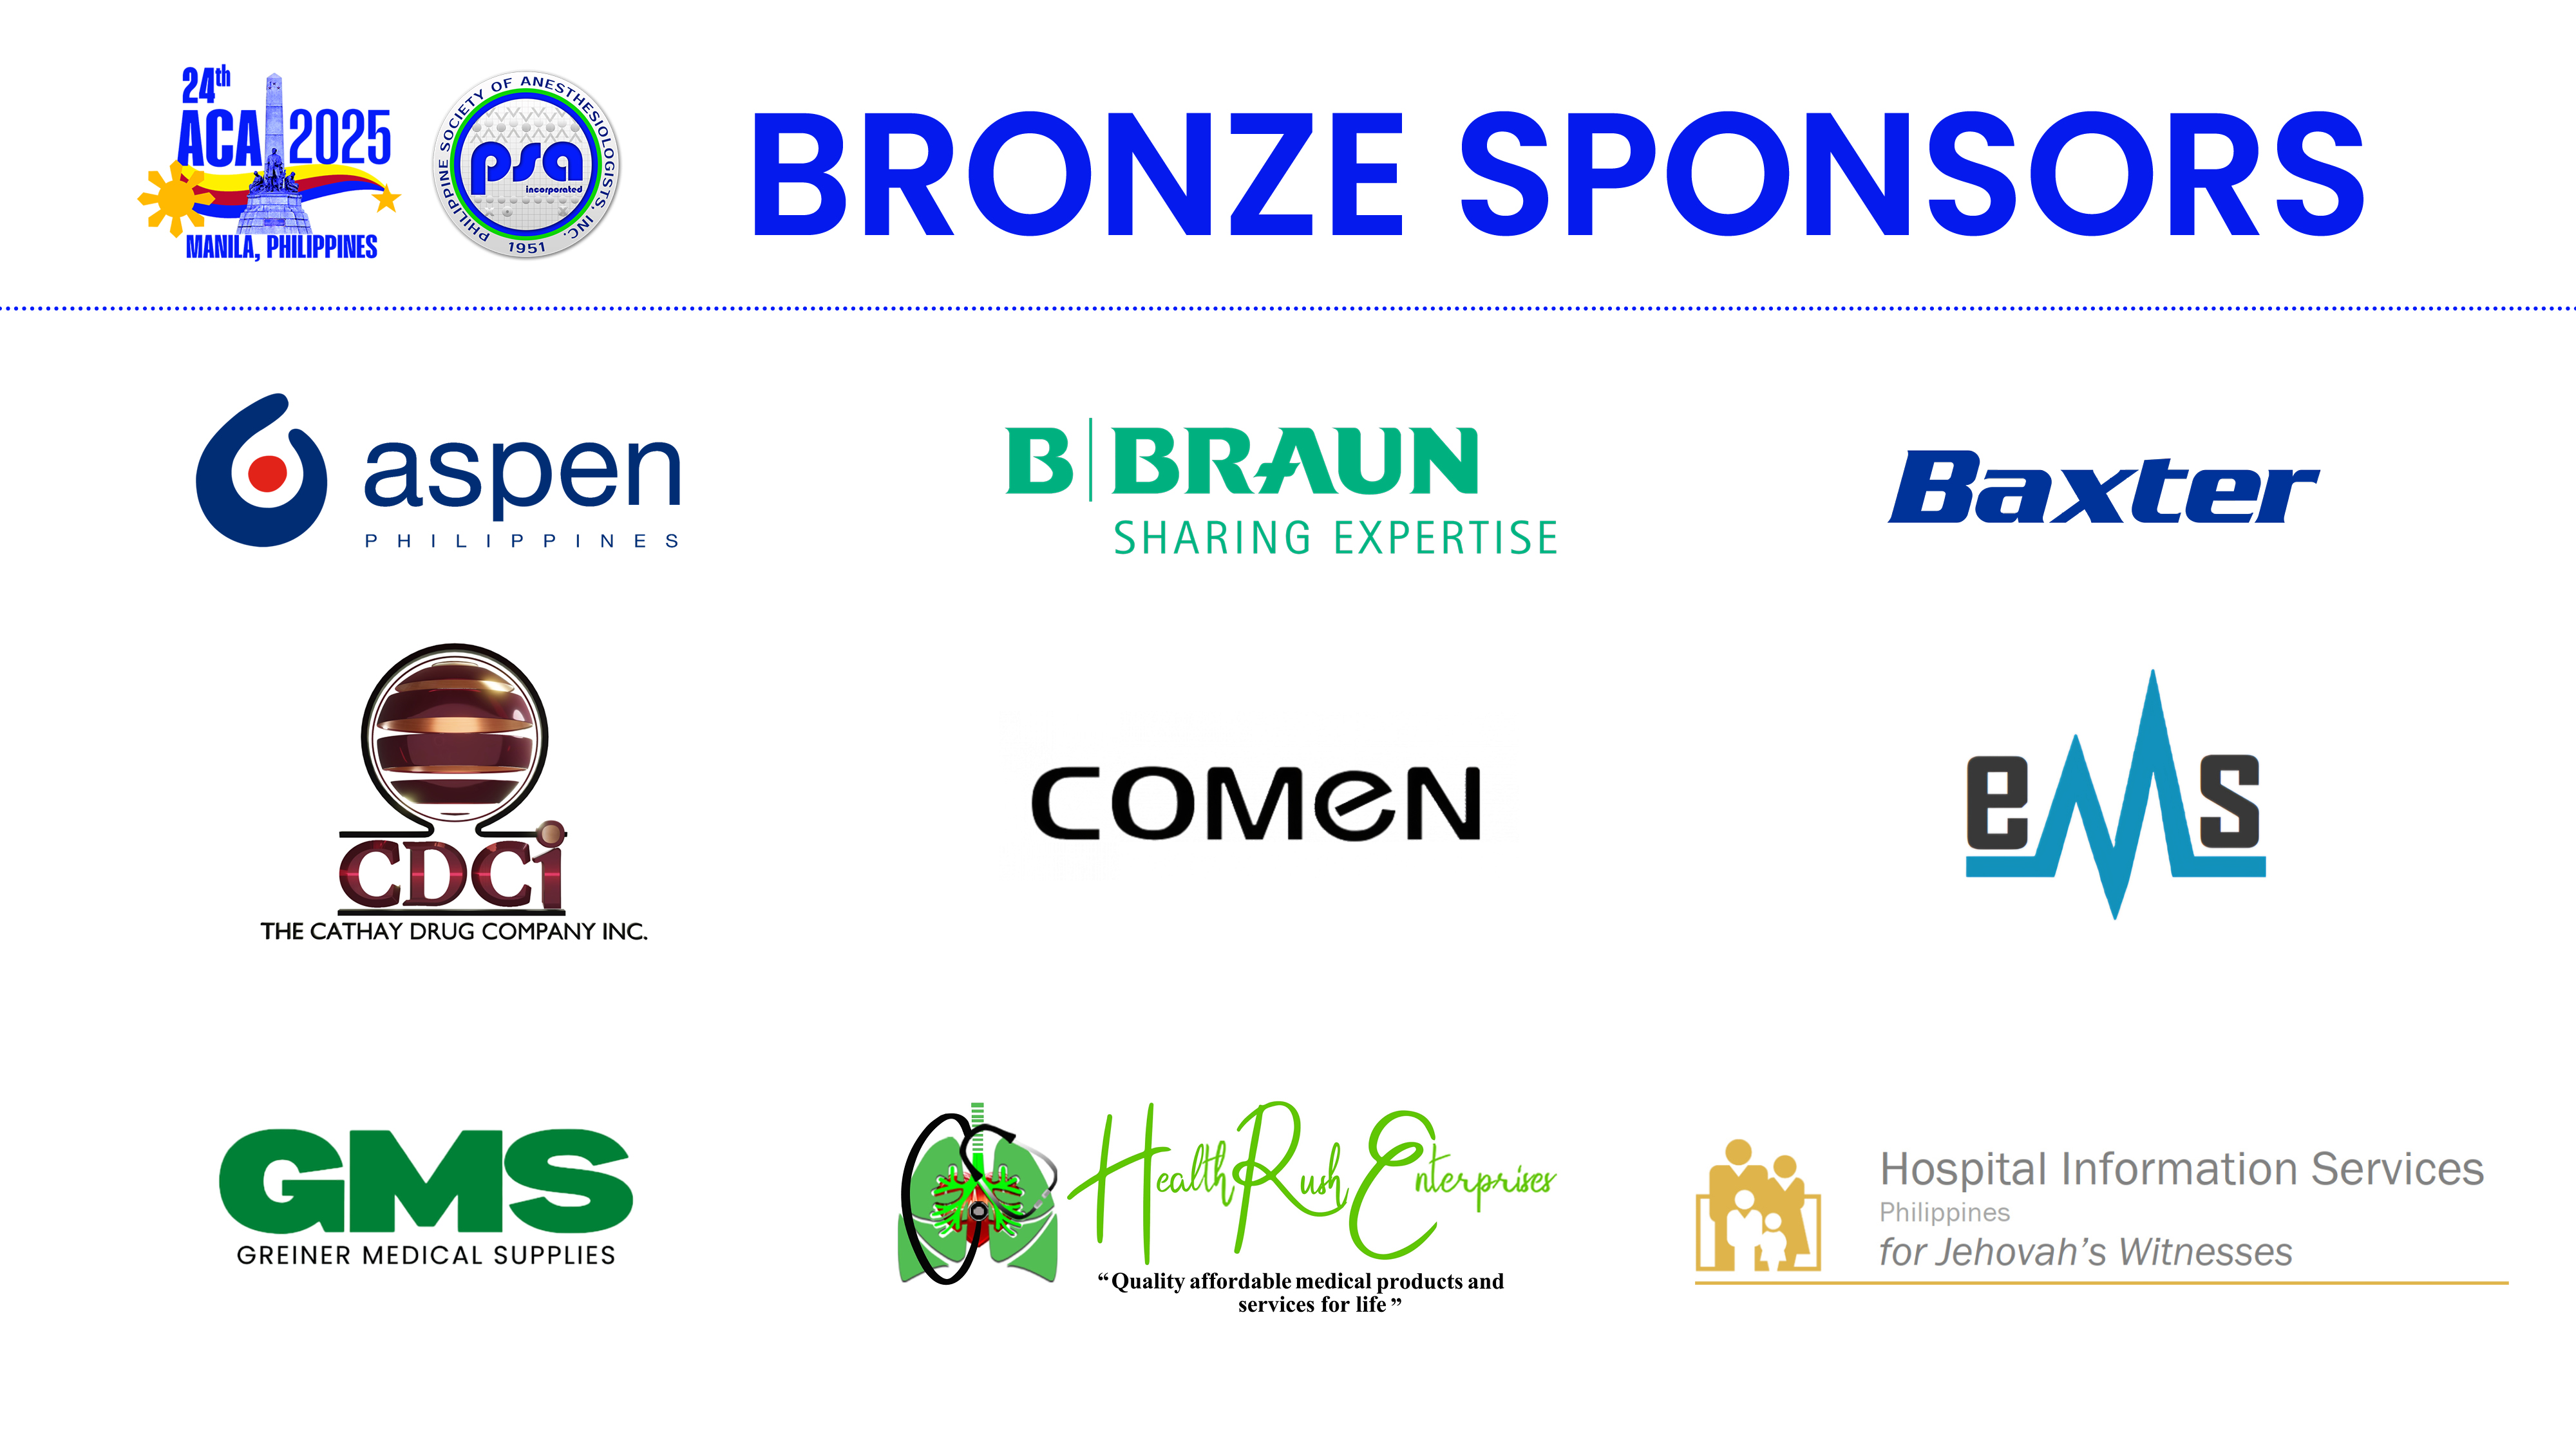 24th
ACA 2025
MANILA, PHILIPPINES
PHILIPPINE SOCIETY OF ANESTHESIOLOGISTS, INC.
psa
incorporated
1951
BRONZE SPONSORS
aspen
PHILIPPINES
B|BRAUN
SHARING EXPERTISE
Baxter
CDCi
THE CATHAY DRUG COMPANY INC.
COMeN
eMs
GMS
GREINER MEDICAL SUPPLIES
Health Rush Enterprises
“Quality affordable medical products and
services for life”
Hospital Information Services
Philippines
for Jehovah’s Witnesses